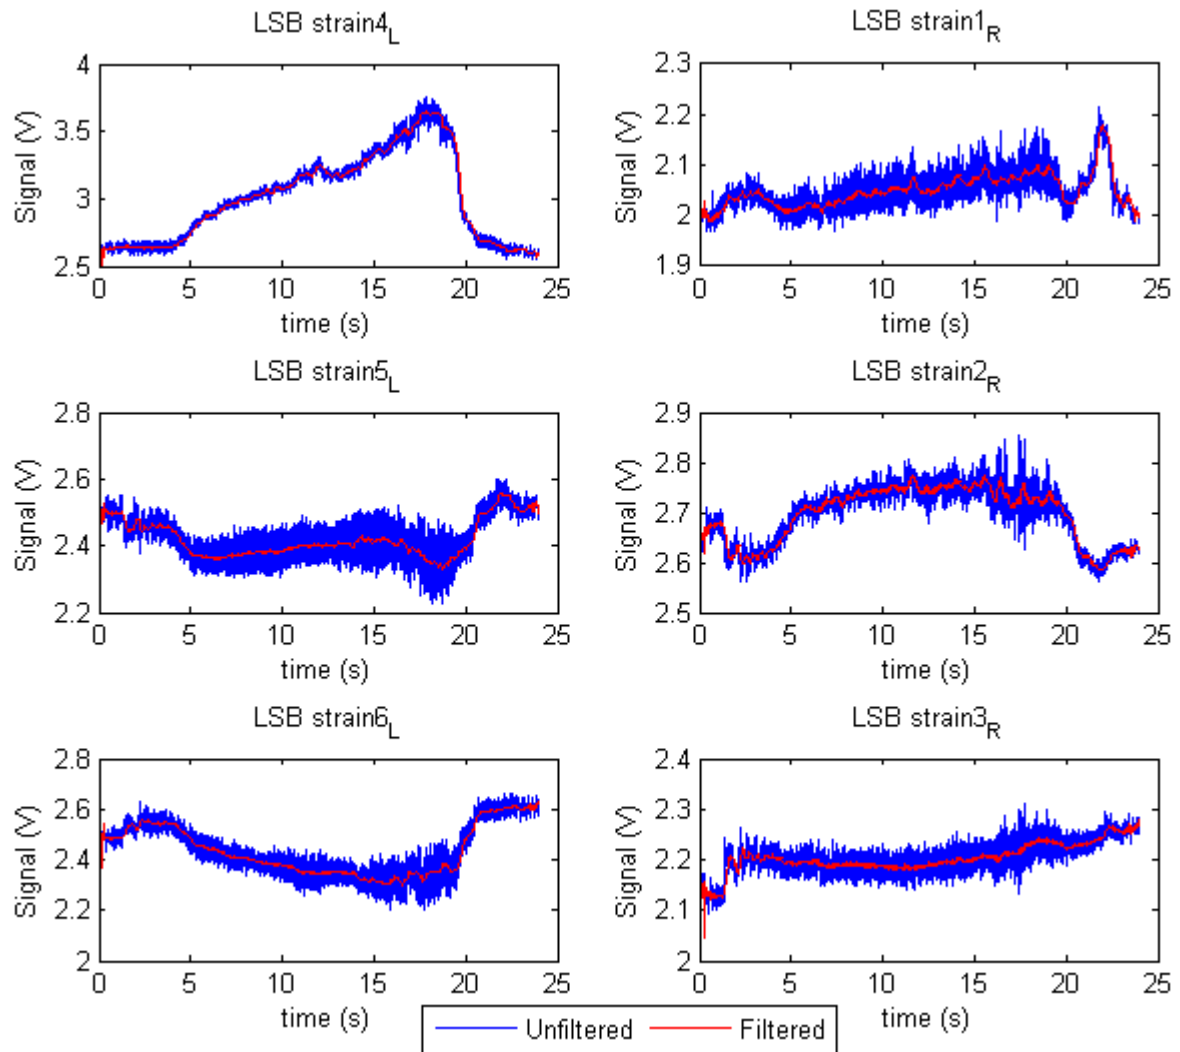 LSB strain4L
4
3.5
3
2.5
Signal (V)
0 5 10 15 20 25
time (s)
LSB strain1R
2.3
2.2
2.1
2
1.9
Signal (V)
0 5 10 15 20 25
time (s)
LSB strain5L
2.8
2.6
2.4
2.2
Signal (V)
0 5 10 15 20 25
time (s)
LSB strain2R
2.9
2.8
2.7
2.6
2.5
Signal (V)
0 5 10 15 20 25
time (s)
LSB strain6L
2.8
2.6
2.4
2.2
2
Signal (V)
0 5 10 15 20 25
time (s)
LSB strain3R
2.4
2.3
2.2
2.1
2
Signal (V)
0 5 10 15 20 25
time (s)
Unfiltered Filtered